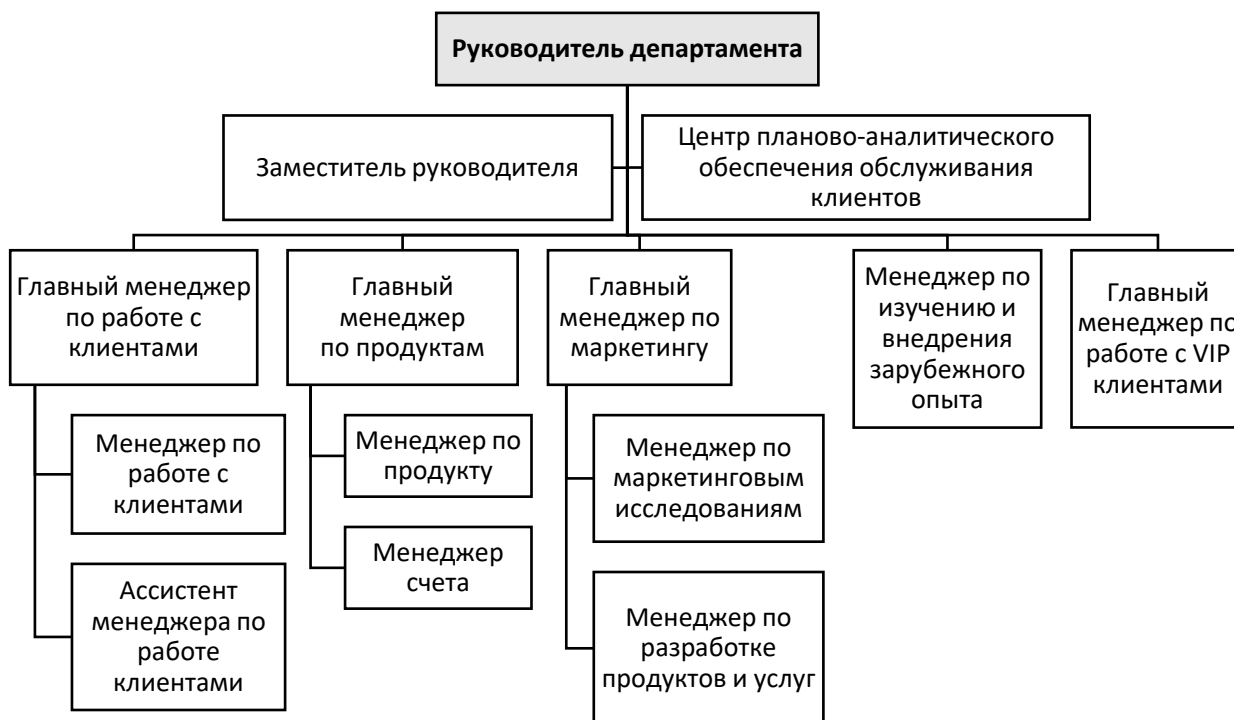 Руководитель департамента
Заместитель руководителя
Центр планово-аналитического
обеспечения обслуживания
клиентов
Главный менеджер
по работе с
клиентами
Главный
менеджер
по продуктам
Главный
менеджер по
маркетингу
Менеджер по
изучению и
внедрения
зарубежного
опыта
Главный
менеджер по
работе с VIP
клиентами
Менеджер по
работе с
клиентами
Ассистент
менеджера по
работе
клиентами
Менеджер по
продукту
Менеджер
счета
Менеджер по
маркетинговым
исследованиям
Менеджер по
разработке
продуктов и услуг